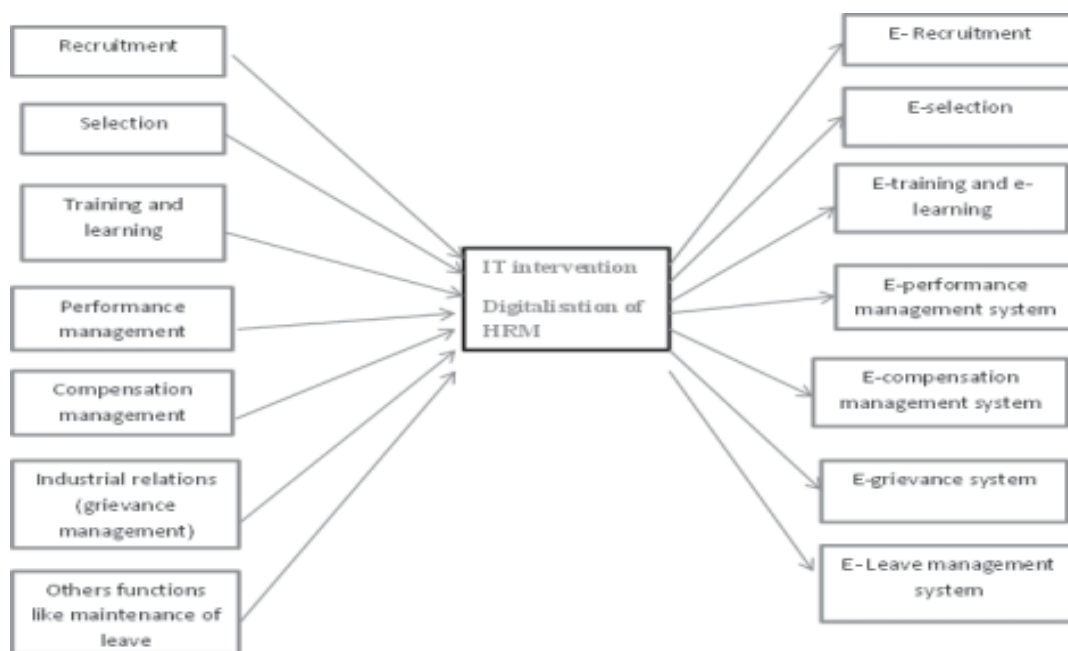 Recruitment
Selection
Training and
learning
Performance
management
Compensation
management
Industrial relations
(grievance
management)
Others functions
like maintenance of
leave
IT intervention
Digitalisation of
HRM
E- Recruitment
E-selection
E-training and e-
learning
E-performance
management system
E-compensation
management system
E-grievance system
E- Leave management
system